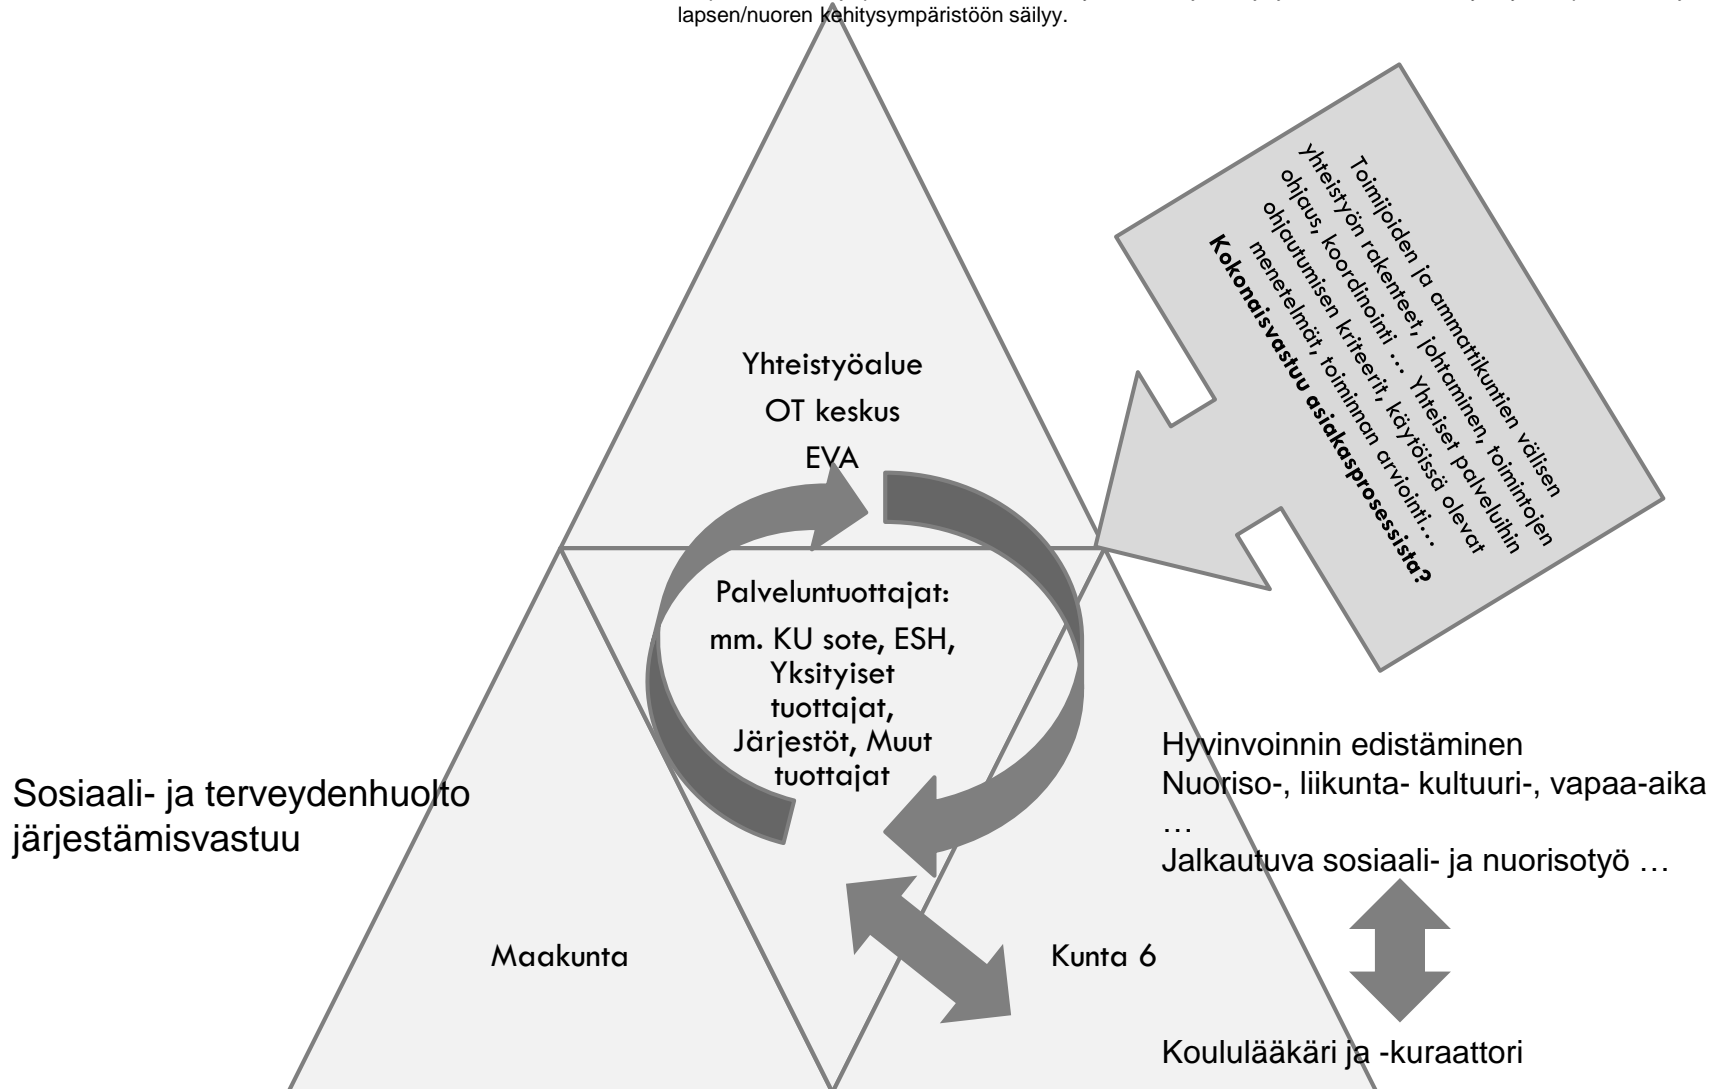 lapsen/nuoren kehitysympäristöön säilyy.
Toimijoiden ja ammattikuntien välisen
yhteistyön rakenteet, johtaminen, toimintojen
ohjaus, koordinointi … Yhteiset palveluihin
ohjautumisen kriteerit, käytöissä olevat
menetelmät, toiminnan arviointi…
Kokonaisvastuu asiakasprosessista?
Yhteistyöalue
OT keskus
EVA
Palveluntuottajat:
mm. KU sote, ESH,
Yksityiset
tuottajat,
Järjestöt, Muut
tuottajat
Sosiaali- ja terveydenhuolto
järjestämisvastuu
Hyvinvoinnin edistäminen
Nuoriso-, liikunta- kultuuri-, vapaa-aika
…
Jalkautuva sosiaali- ja nuorisotyö …
Maakunta
Kunta 6
Koululääkäri ja -kuraattori